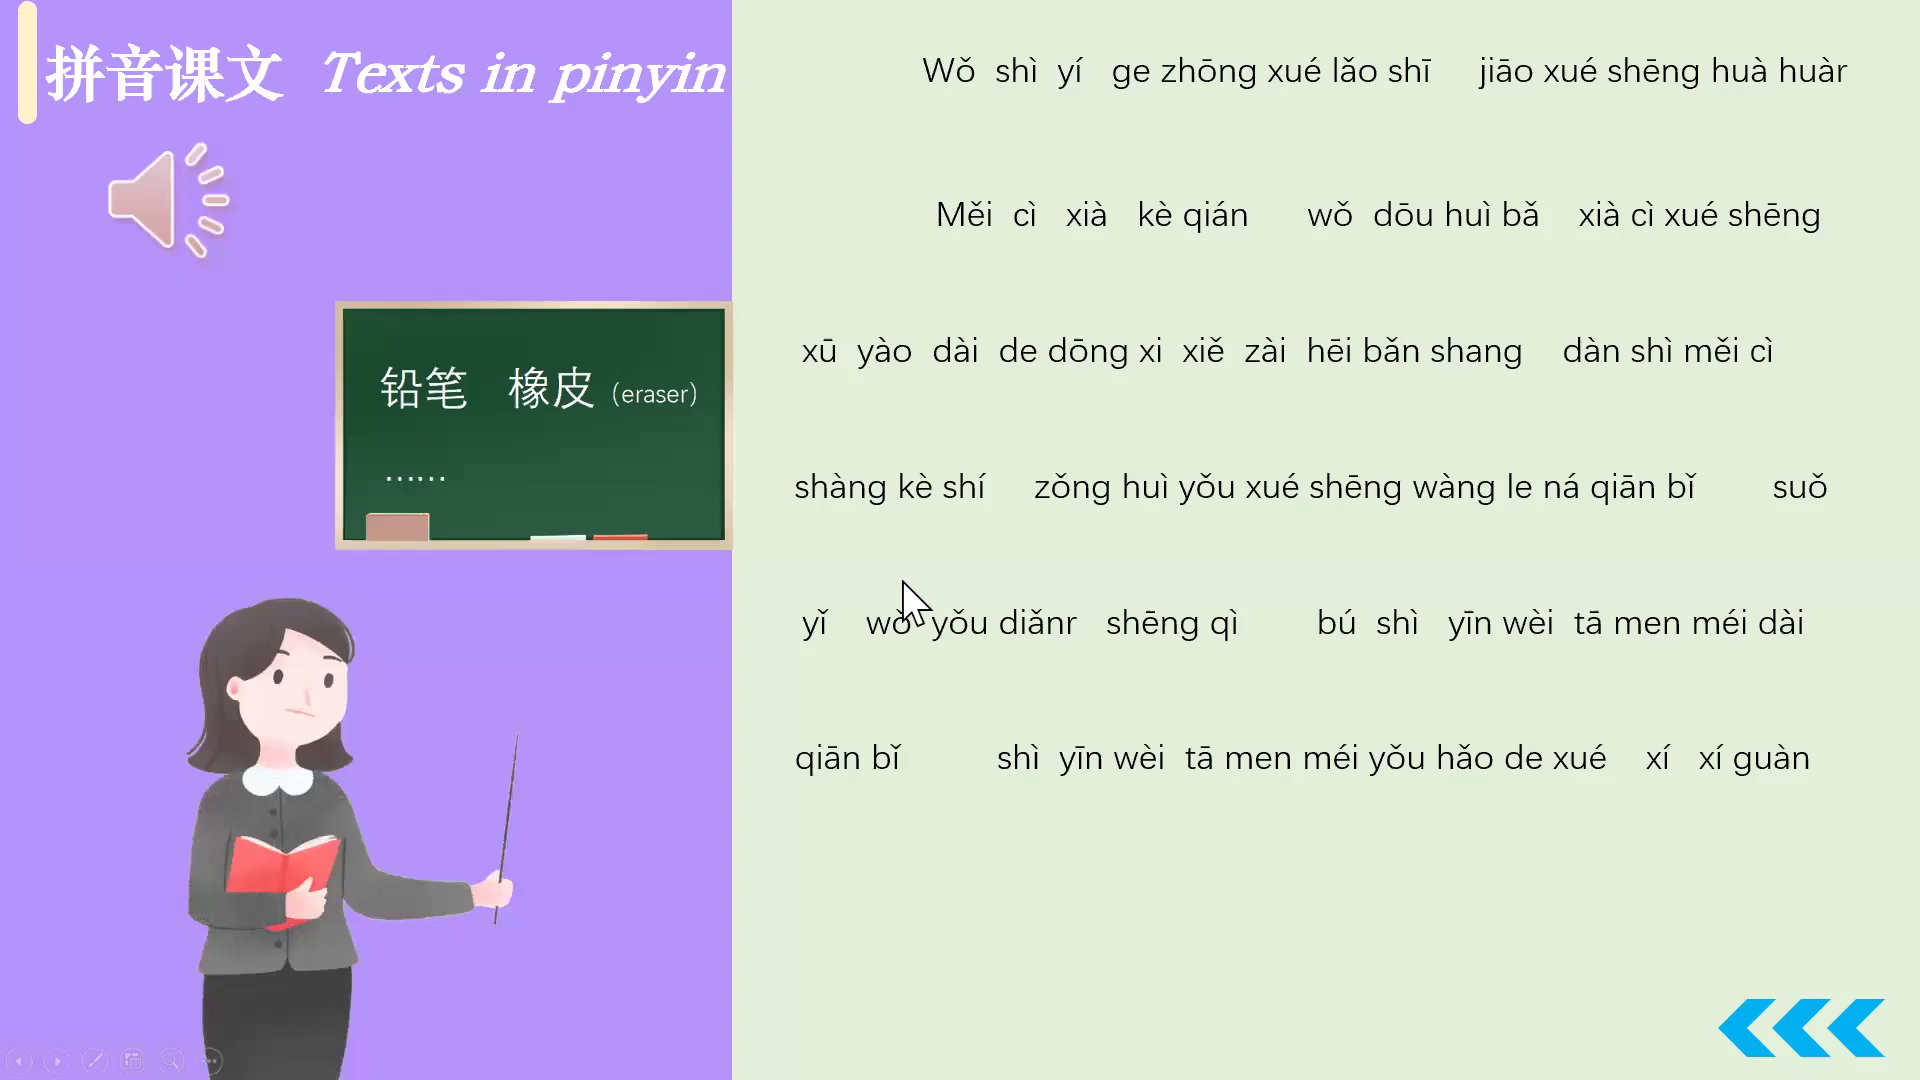 拼音课文 Texts in pinyin
铅笔 橡皮 (eraser)
……
Wǒ shì yí ge zhōng xué lǎo shī jiāo xué shēng huà huàr
Měi cì xià kè qián wǒ dōu huì bǎ xià cì xué shēng
xū yào dài de dōng xi xiě zài hēi bǎn shang dàn shì měi cì
shàng kè shí zǒng huì yǒu xué shēng wàng le ná qiān bǐ suǒ
yǐ wǒ yǒu diǎnr shēng qì bú shì yīn wèi tā men méi dài
qiān bǐ shì yīn wèi tā men méi yǒu hǎo de xué xí xí guàn